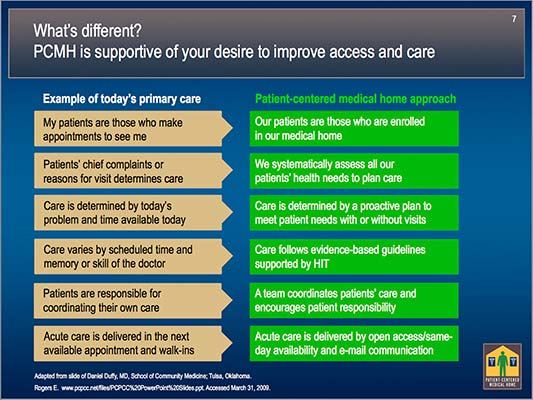 7
What's different?
PCMH is supportive of your desire to improve access and care
Example of today's primary care
Patient-centered medical home approach
My patients are those who make
appointments to see me
Our patients are those who are enrolled
in our medical home
Patients' chief complaints or
reasons for visit determines care
We systematically assess all our
patients' health needs to plan care
Care is determined by today's
problem and time available today
Care is determined by a proactive plan to
meet patient needs with or without visits
Care varies by scheduled time and
memory or skill of the doctor
Care follows evidence-based guidelines
supported by HIT
Patients are responsible for
coordinating their own care
A team coordinates patients' care and
encourages patient responsibility
Acute care is delivered in the next
available appointment and walk-ins
Acute care is delivered by open access/same-
day availability and e-mail communication
Adapted from slide of Daniel Duffy, MD, School of Community Medicine; Tulsa, Oklahoma.
Rogers E. www.pcpcc.net/files/PCPCC%20PowerPoint%20Slides.ppt. Accessed March 31, 2009.
PATIENT-CENTERED
MEDICAL HOME